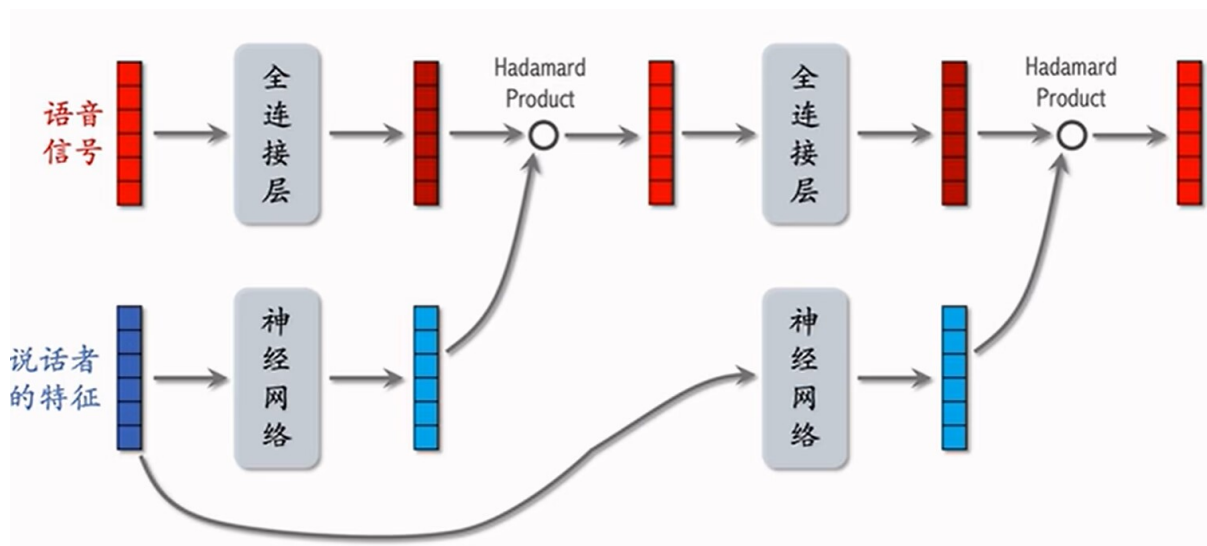 语音
信号
全
连
接
层
Hadamard
Product
全
连
接
层
Hadamard
Product
说话者
的特征
神
经
网
络
神
经
网
络